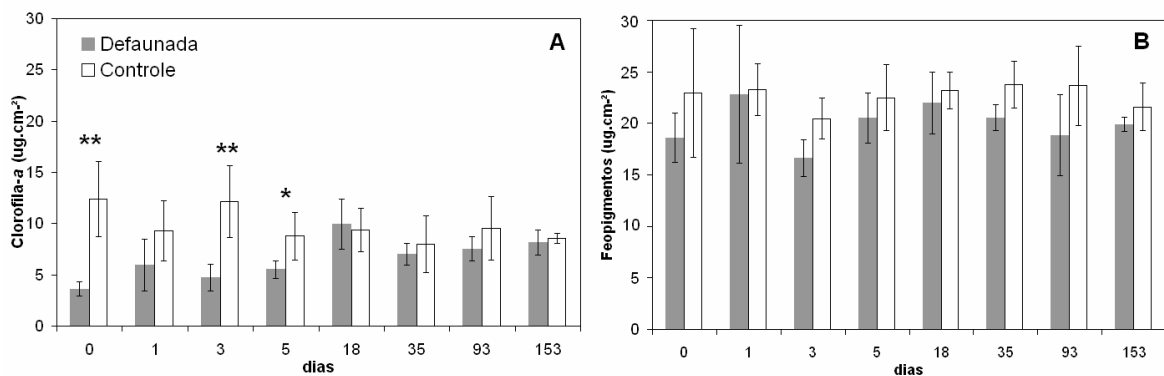 A
Defaunada
Controle
Clorofila-a (ug.cm-²)
30
25
20
15
10
5
0
**
**
*
0 1 3 5 18 35 93 153
dias
B
Feopigmentos (ug.cm-²)
30
25
20
15
10
5
0
0 1 3 5 18 35 93 153
dias